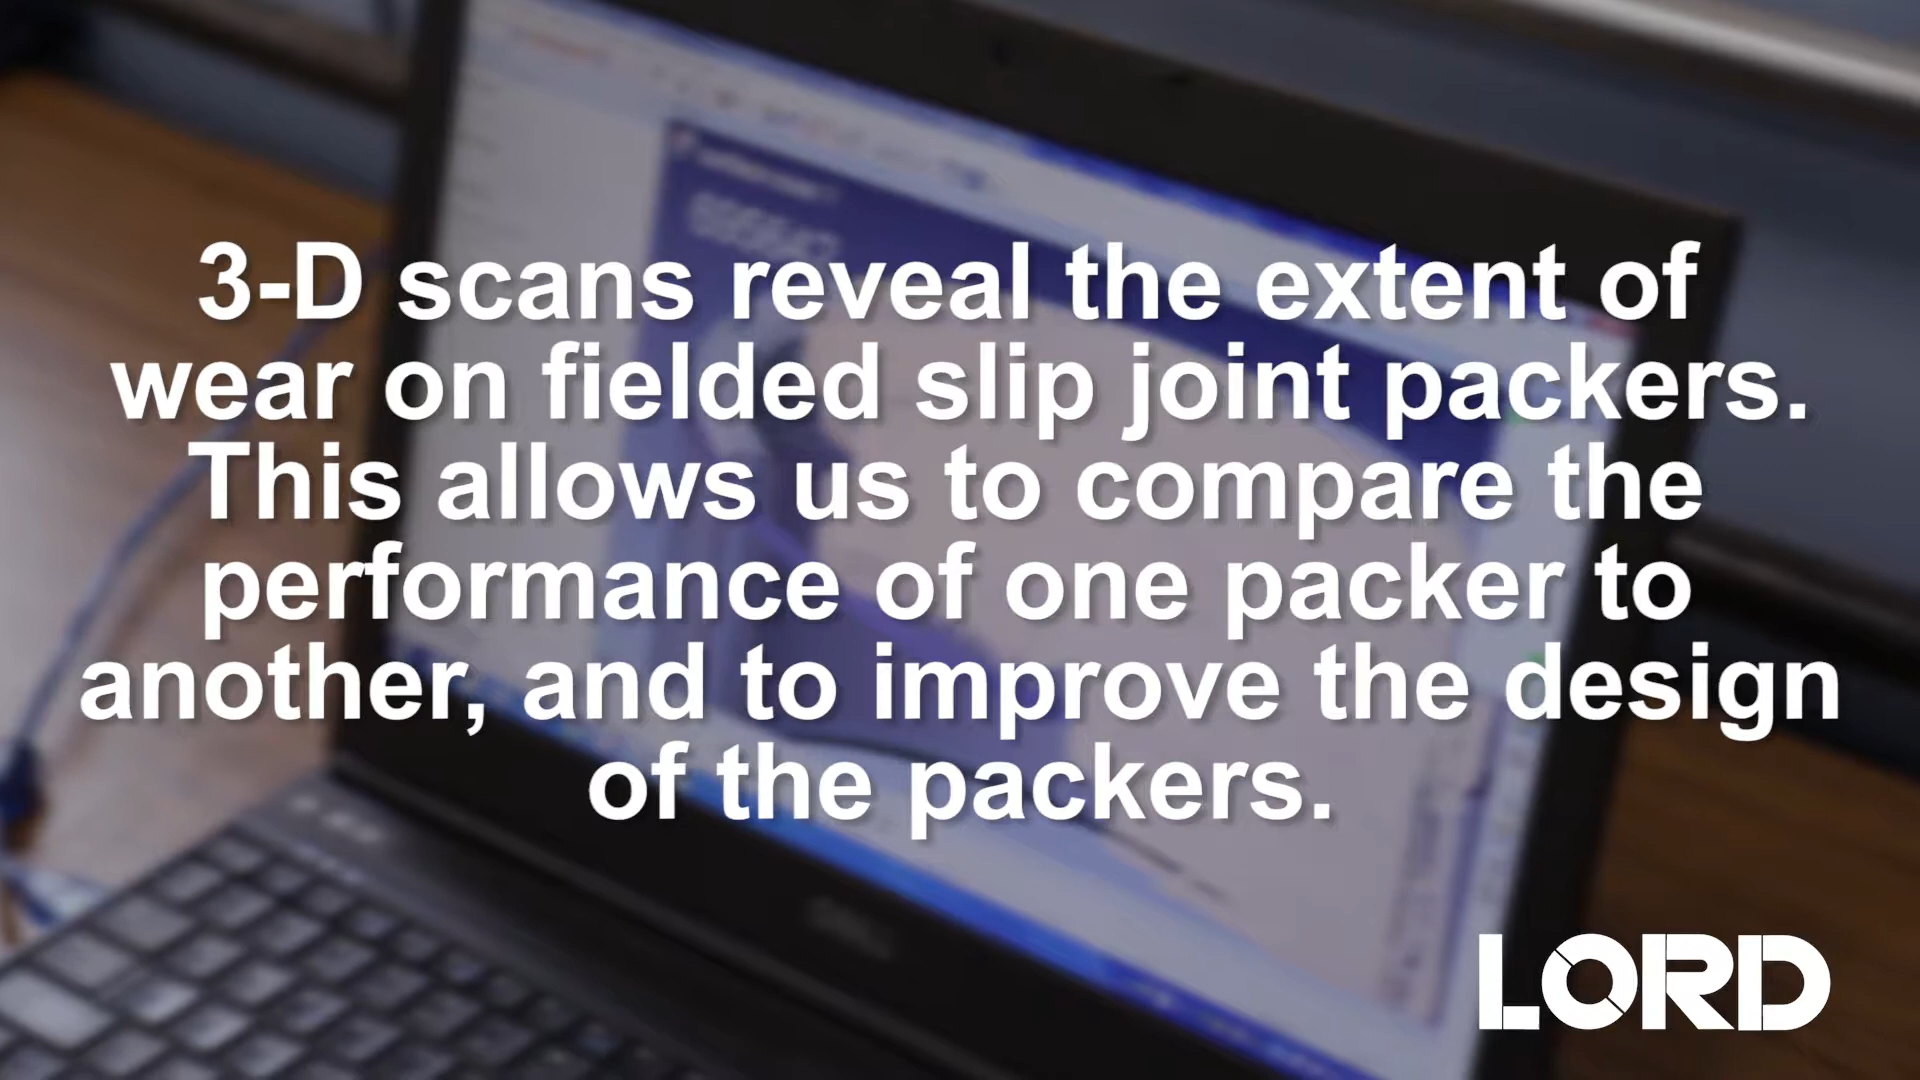 3-D scans reveal the extent of
wear on fielded slip joint packers.
This allows us to compare the
performance of one packer to
another, and to improve the design
of the packers.
LORD